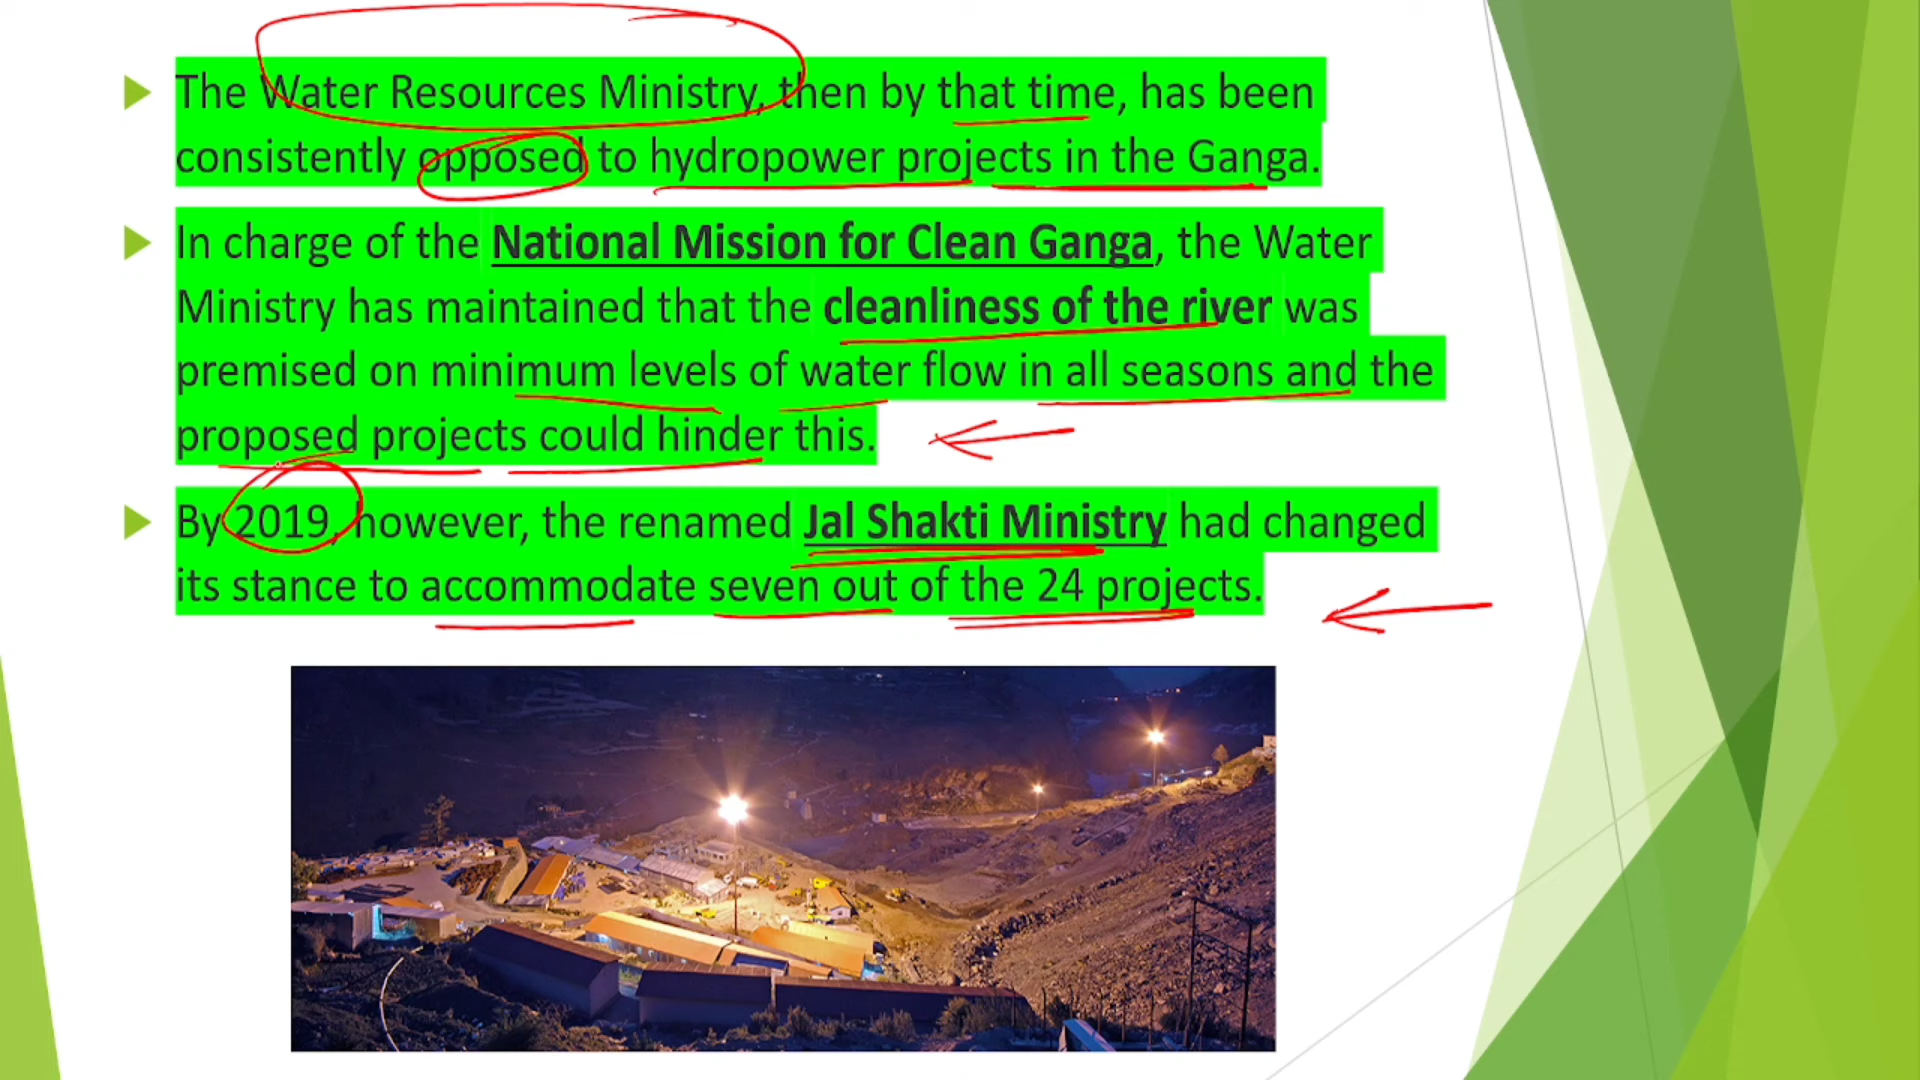 The Water Resources Ministry, then by that time, has been
consistently opposed to hydropower projects in the Ganga.
In charge of the National Mission for Clean Ganga, the Water
Ministry has maintained that the cleanliness of the river was
premised on minimum levels of water flow in all seasons and the
proposed projects could hinder this.
By 2019, however, the renamed Jal Shakti Ministry had changed
its stance to accommodate seven out of the 24 projects.